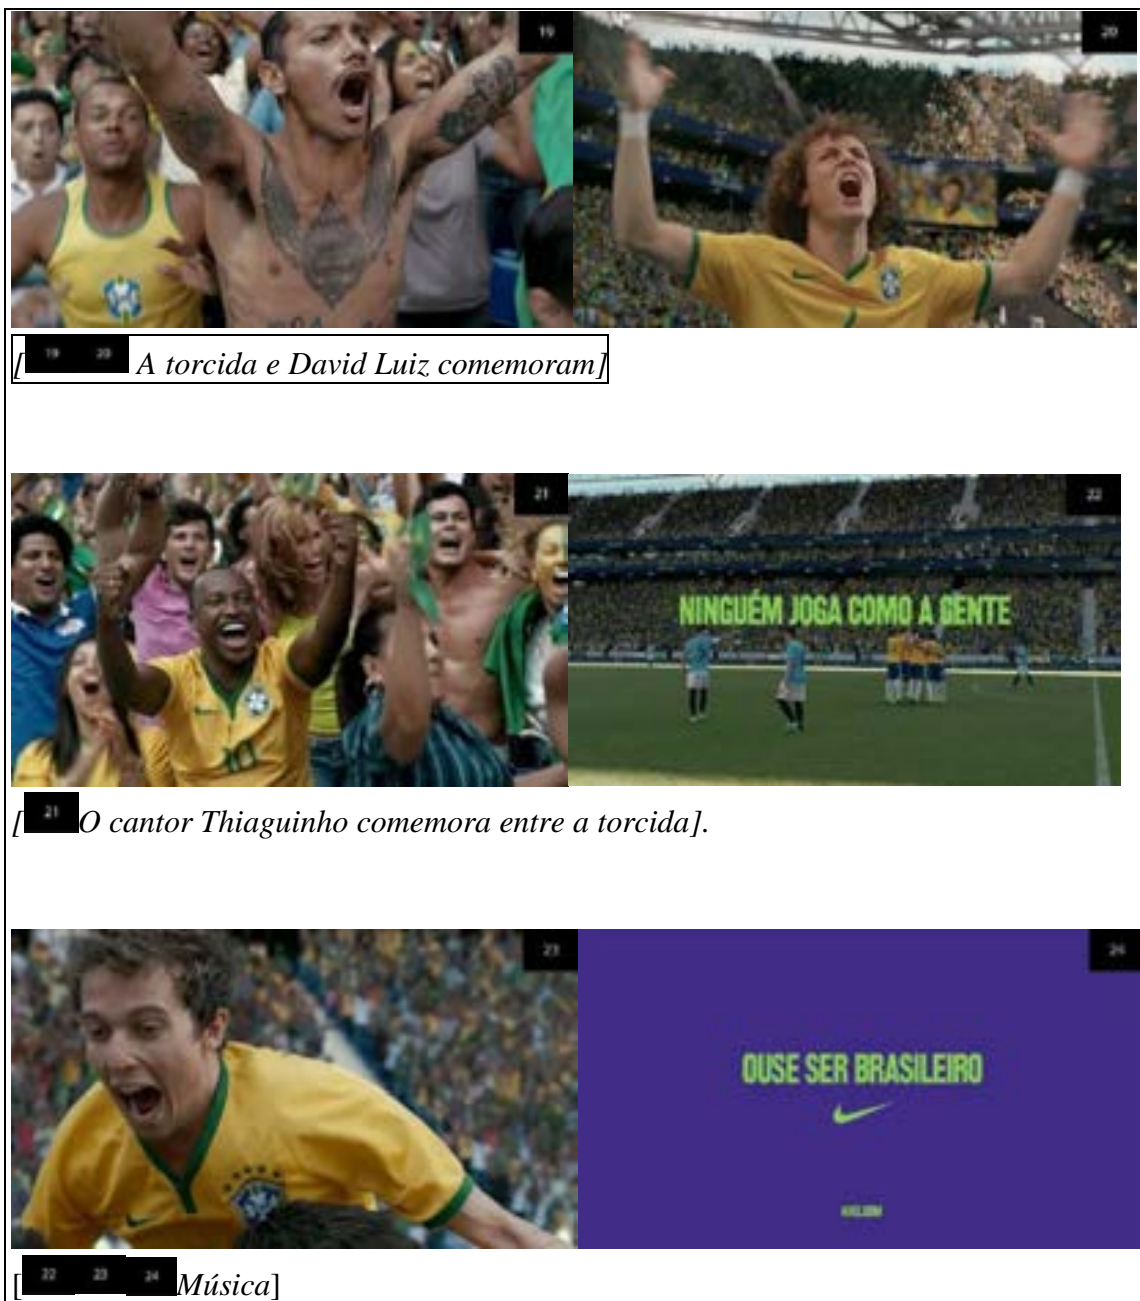 19 20
[ 19 20 A torcida e David Luiz comemoram]
21 22
10
NINGUÉM JOGA COMO A GENTE
[ 21 O cantor Thiaguinho comemora entre a torcida].
23 24
OUSE SER BRASILEIRO
[ 22 23 24 Música]